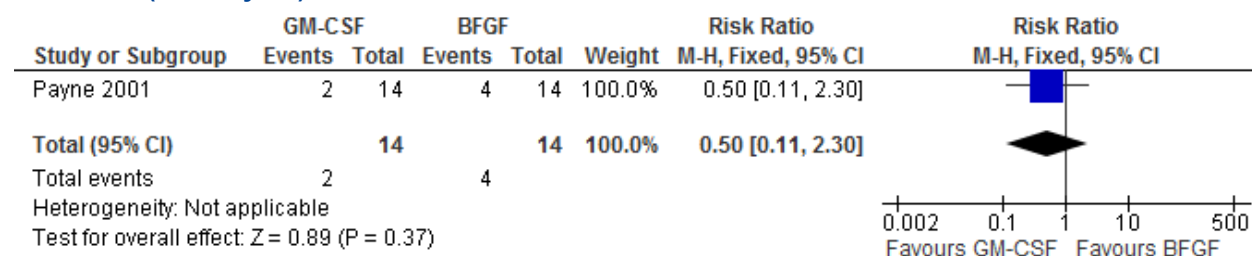 GM-CSF BFGF Risk Ratio Risk Ratio
Study or Subgroup Events Total Events Total Weight M-H, Fixed, 95% CI M-H, Fixed, 95% CI
Payne 2001 2 14 4 14 100.0% 0.50 [0.11, 2.30]
Total (95% CI) 14 14 100.0% 0.50 [0.11, 2.30]
Total events 2 4
Heterogeneity: Not applicable
Test for overall effect: Z = 0.89 (P = 0.37)
0.002 0.1 1 10 500
Favours GM-CSF Favours BFGF